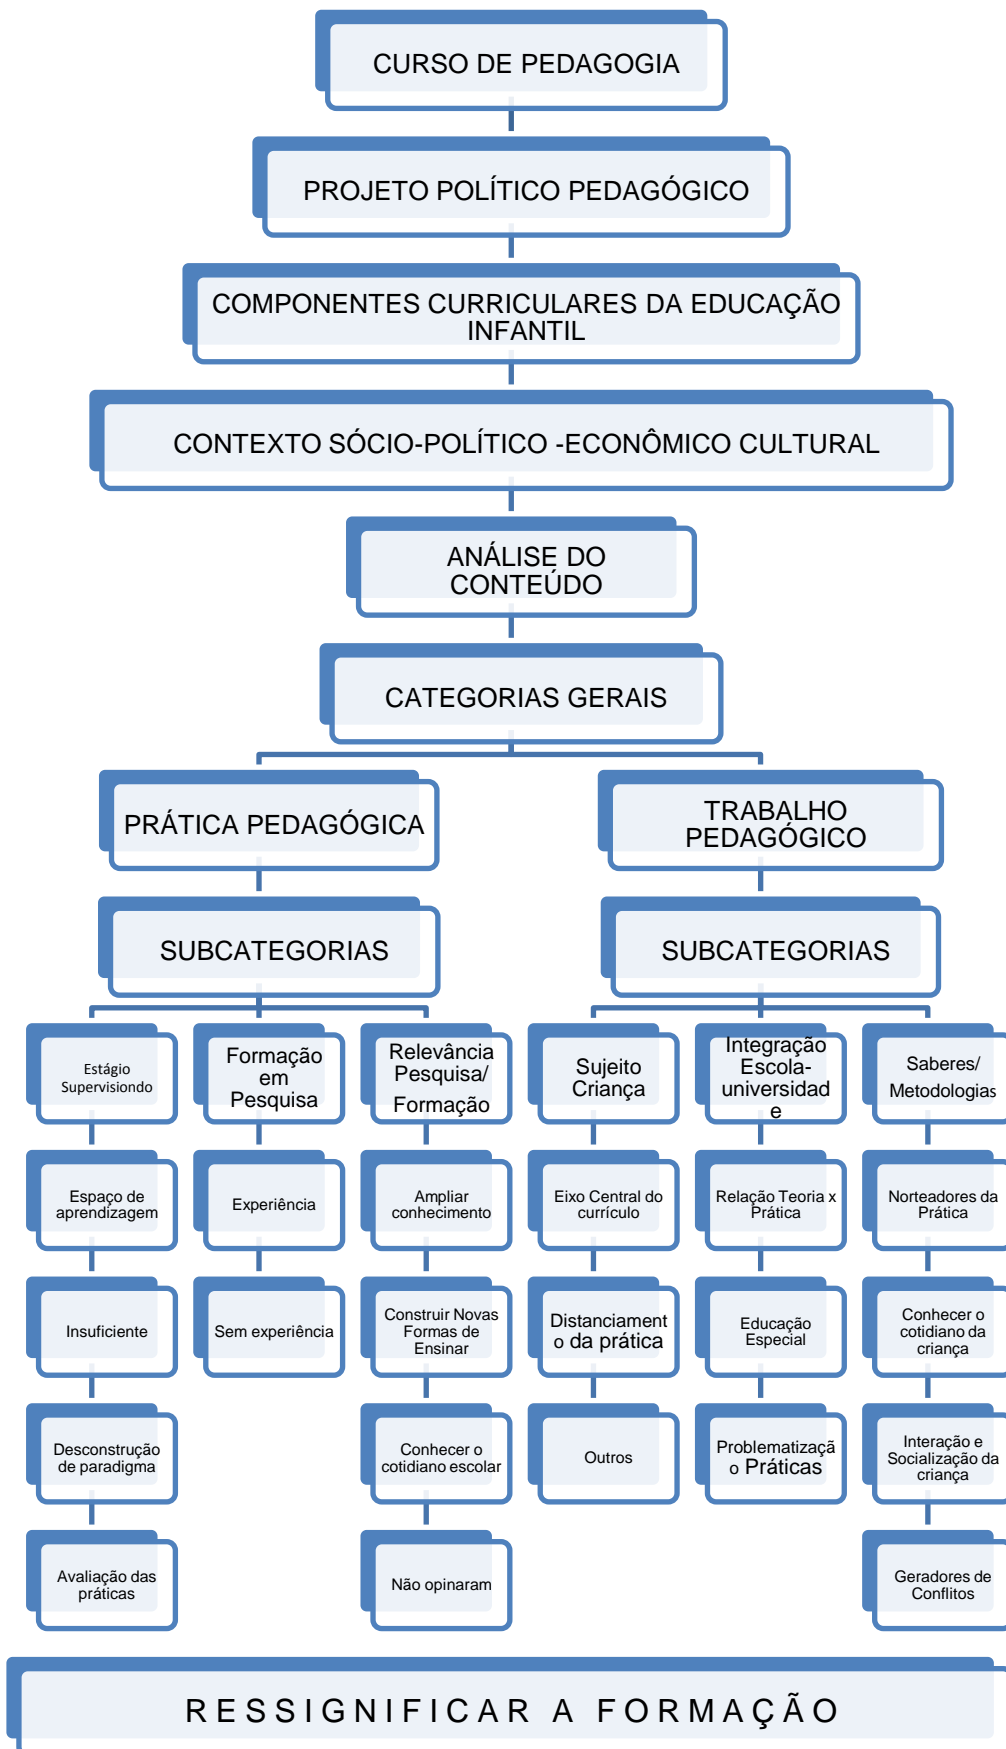 CURSO DE PEDAGOGIA
PROJETO POLÍTICO PEDAGÓGICO
COMPONENTES CURRICULARES DA EDUCAÇÃO
INFANTIL
CONTEXTO SÓCIO-POLÍTICO -ECONÔMICO CULTURAL
ANÁLISE DO
CONTEÚDO
CATEGORIAS GERAIS
PRÁTICA PEDAGÓGICA
TRABALHO
PEDAGÓGICO
SUBCATEGORIAS
SUBCATEGORIAS
Estágio
Supervisiondo
Formação
em
Pesquisa
Relevância
Pesquisa/
Formação
Sujeito
Criança
Integração
Escola-
universidad
e
Saberes/
Metodologias
Espaço de
aprendizagem
Experiência
Ampliar
conhecimento
Eixo Central do
currículo
Relação Teoria x
Prática
Norteadores da
Prática
Insuficiente
Sem experiência
Construir Novas
Formas de
Ensinar
Distanciament
o da prática
Educação
Especial
Conhecer o
cotidiano da
criança
Desconstrução
de paradigma
Conhecer o
cotidiano escolar
Outros
Problematizaçã
o Práticas
Interação e
Socialização da
criança
Avaliação das
práticas
Não opinaram
Geradores de
Conflitos
RESSIGNIFICAR A FORMAÇÃO